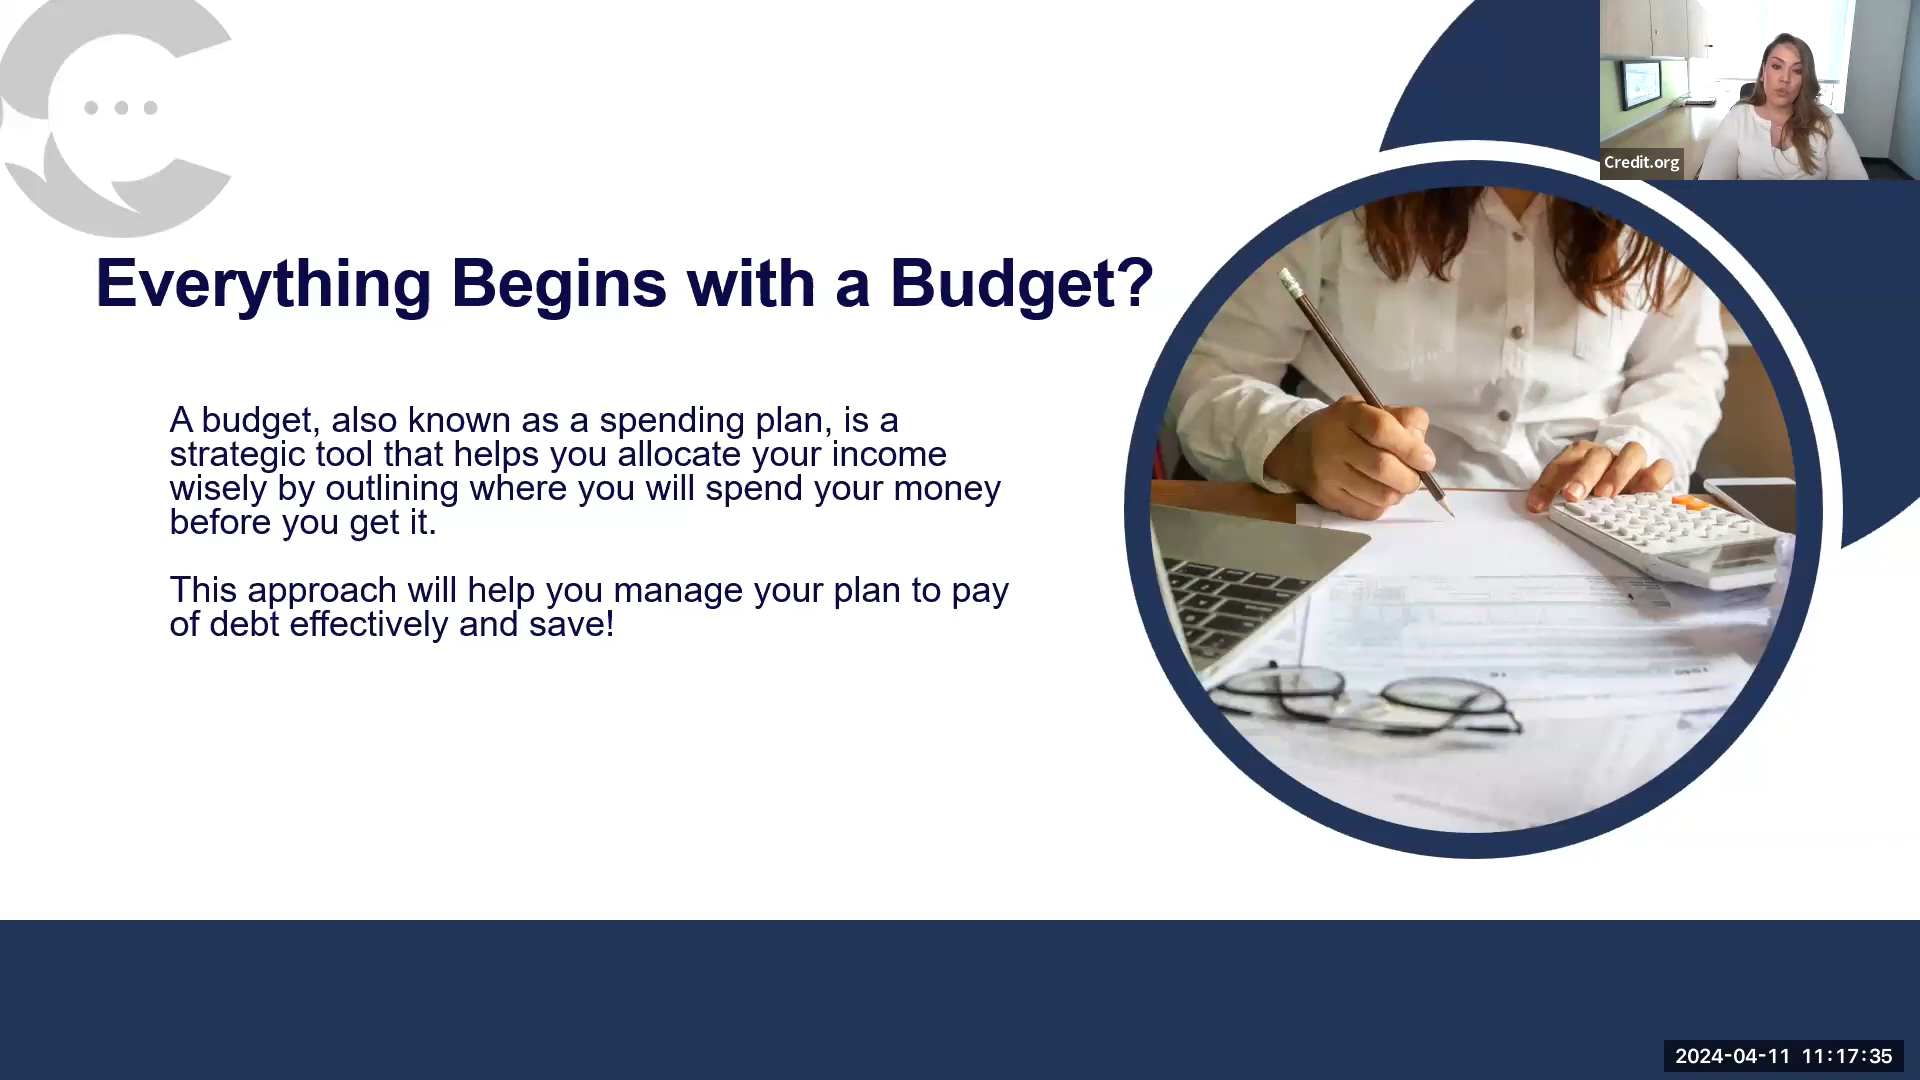 Credit.org
Everything Begins with a Budget?
A budget, also known as a spending plan, is a
strategic tool that helps you allocate your income
wisely by outlining where you will spend your money
before you get it.
This approach will help you manage your plan to pay
of debt effectively and save!
2024-04-11 11:17:35